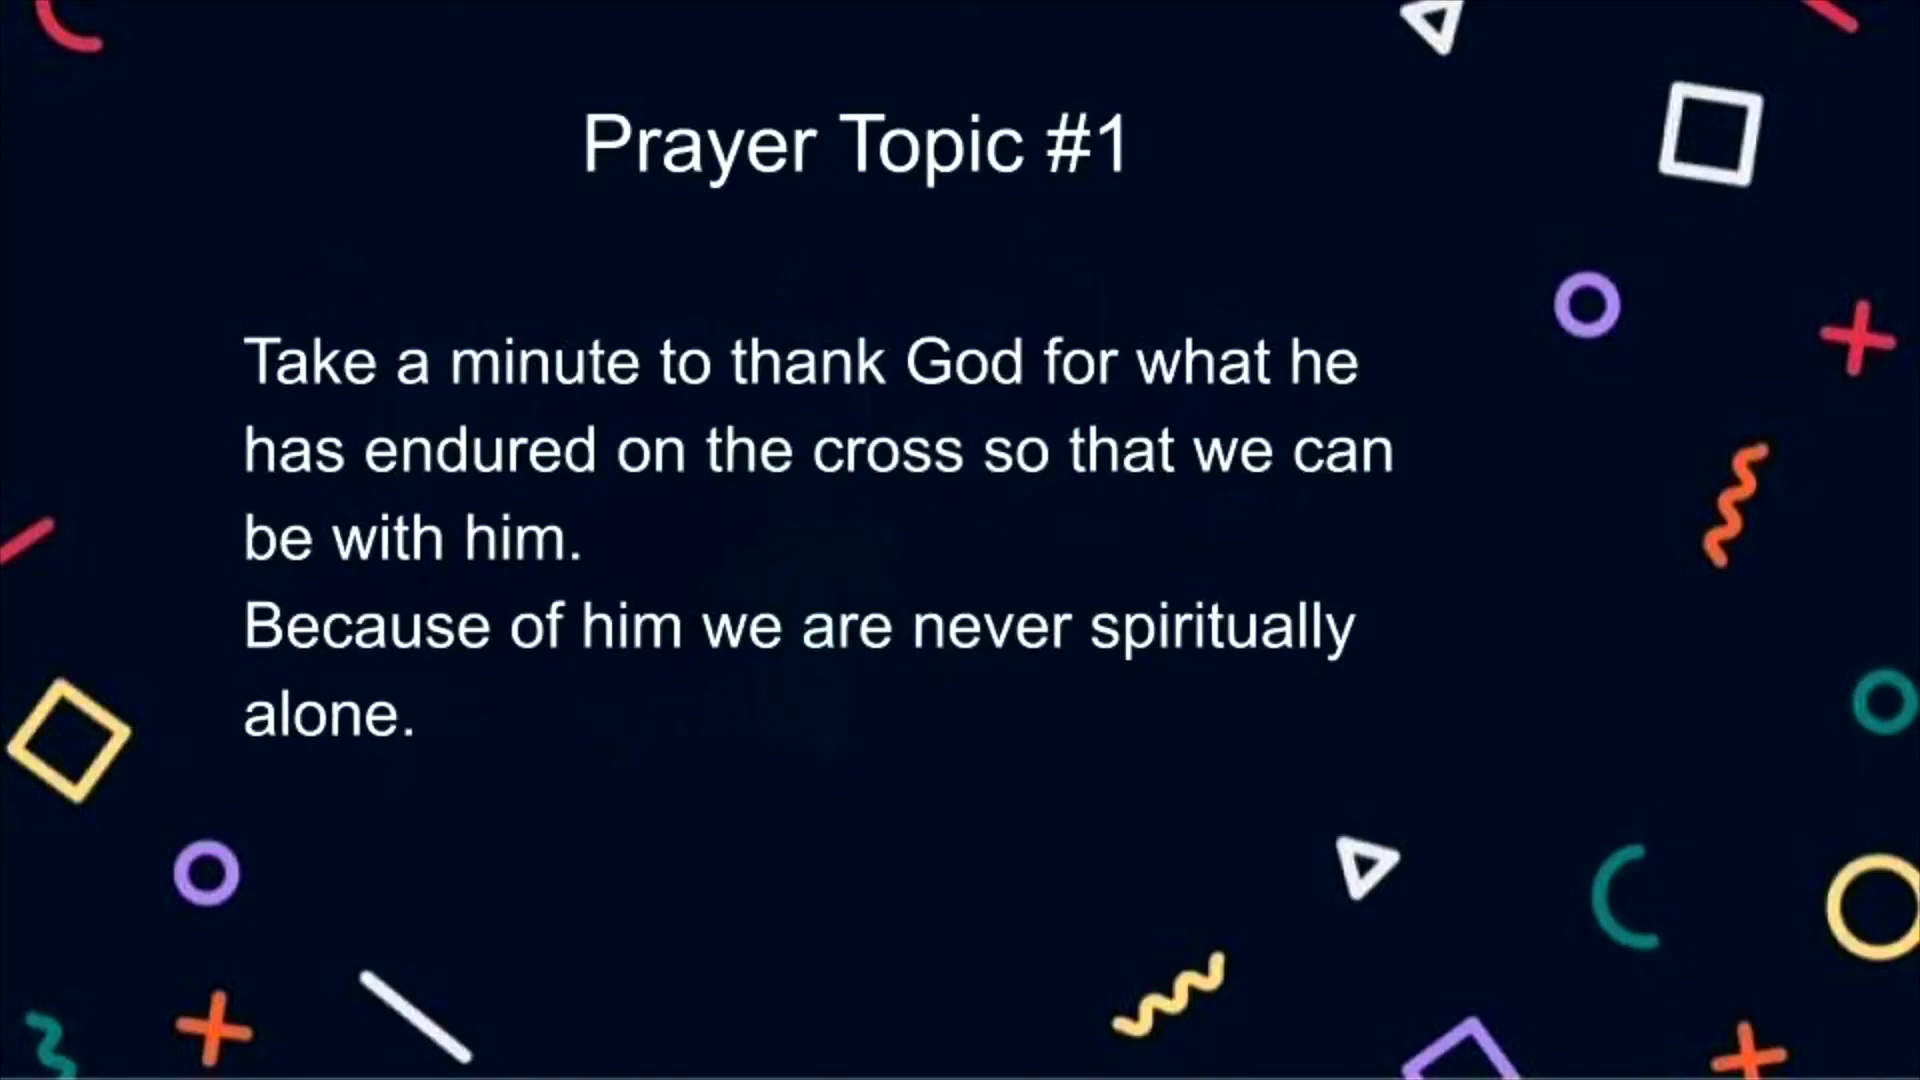 Prayer Topic #1
Take a minute to thank God for what he
has endured on the cross so that we can
be with him.
Because of him we are never spiritually
alone.